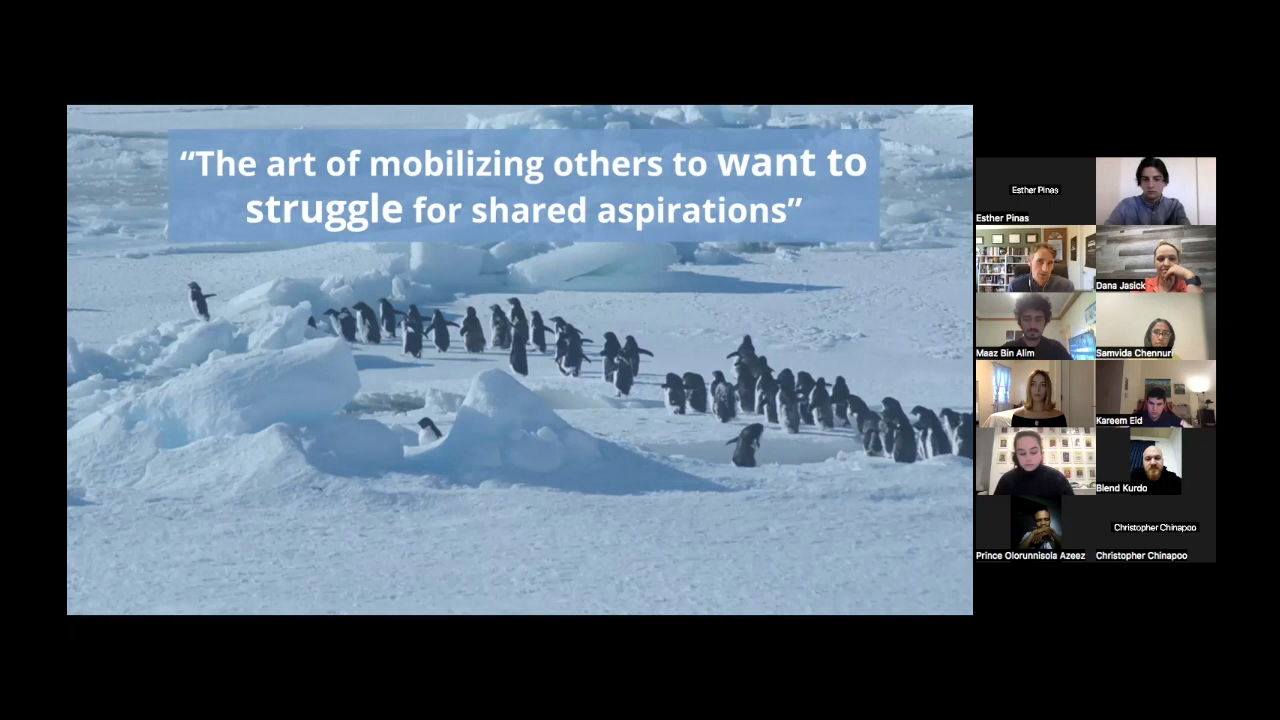 “The art of mobilizing others to want to
struggle for shared aspirations”
Esther Pinas
Esther Pinas
Dana Jasick
Maaz Bin Alim
Samvida Chennuri
Kareem Eid
Blend Kurdo
Christopher Chinapoo
Prince Olorunnisola Azeez
Christopher Chinapoo